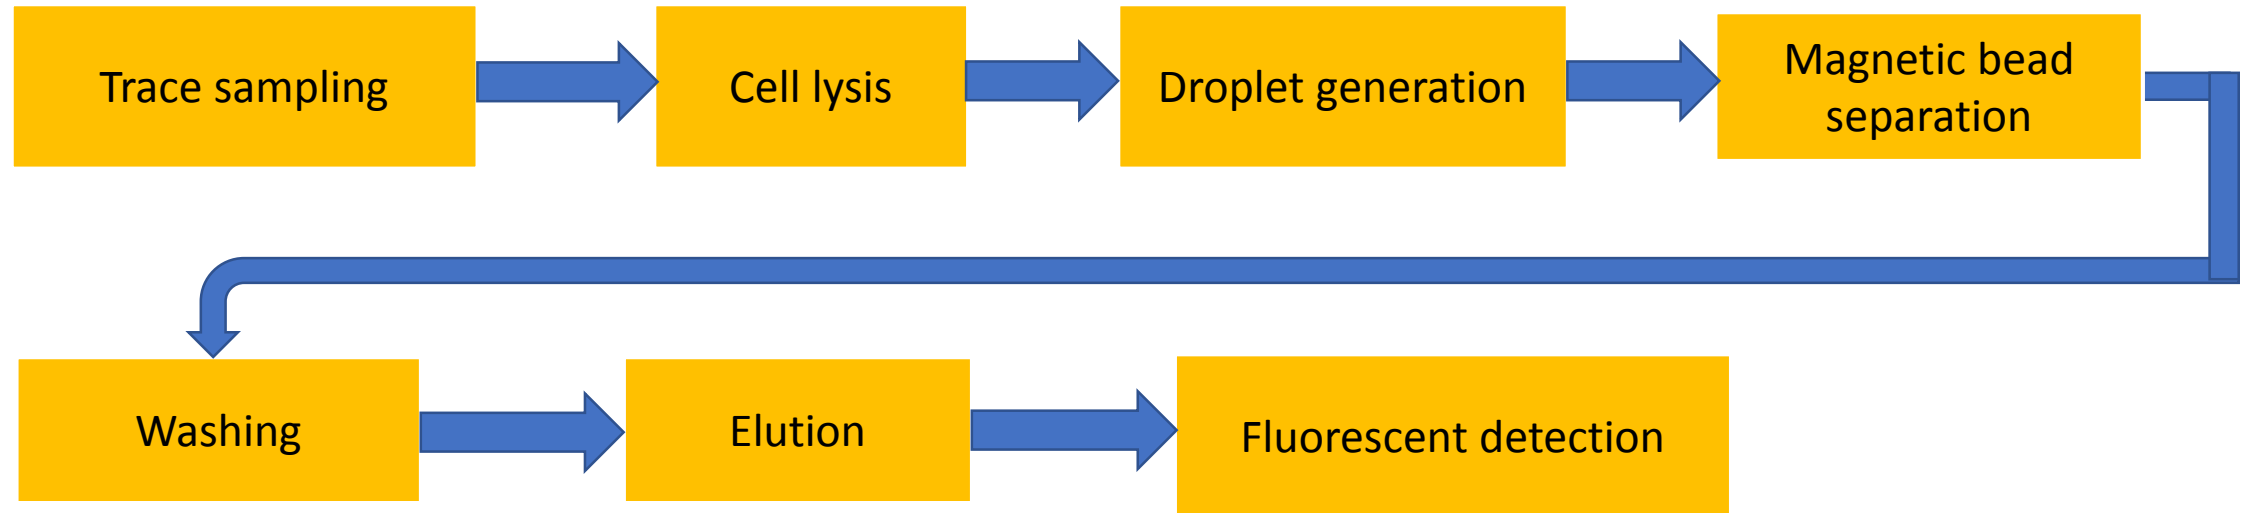 Trace sampling
Cell lysis
Droplet generation
Magnetic bead
separation
Washing
Elution
Fluorescent detection